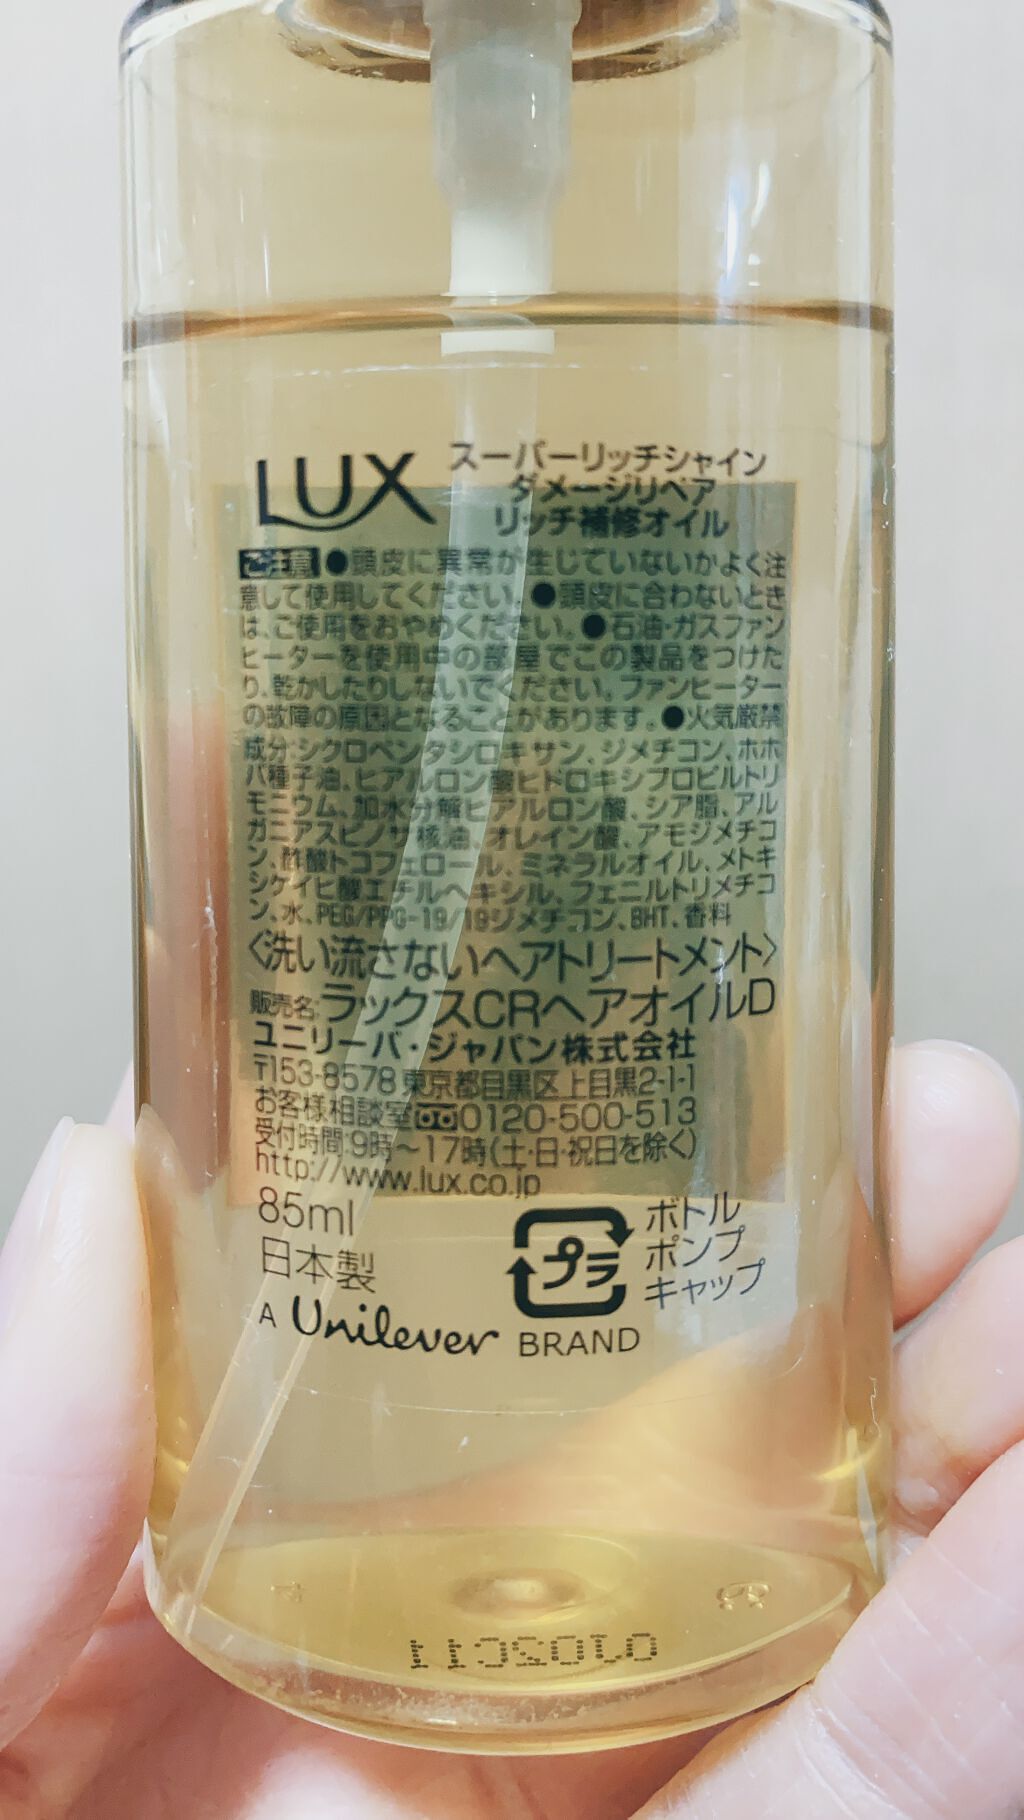 LUX スーパーリッチシャイン
ダメージリペア
リッチ補修オイル
ご注意 ●頭皮に異常が生じていないかよく注
意して使用してください。●頭皮に合わないとき
は、ご使用をおやめください。●石油・ガスファン
ヒーターを使用中の部屋でこの製品をつけた
り、乾かしたりしないでください。ファンヒーター
の故障の原因となることがあります。●火気厳禁
成分:シクロペンタシロキサン、ジメチコン、ホホ
バ種子油、ヒアルロン酸ヒドロキシプロピルトリ
モニウム、加水分解ヒアルロン酸、シア脂、アル
ガニアスピノサ核油、オレイン酸、アモジメチコ
ン、酢酸トコフェロール、ミネラルオイル、メトキ
シケイヒ酸エチルヘキシル、フェニルトリメチコ
ン、水、PEG/PPG-19/19ジメチコン、BHT、香料
〈洗い流さないヘアトリートメント〉
販売名:ラックスCRヘアオイルD
ユニリーバ・ジャパン株式会社
〒153-8578 東京都目黒区上目黒2-1-1
お客様相談室 0120-500-513
受付時間:9時〜17時(土・日・祝日を除く)
http://www.lux.co.jp
85ml
日本製
プラ
ボトル
ポンプ
キャップ
A Unilever BRAND